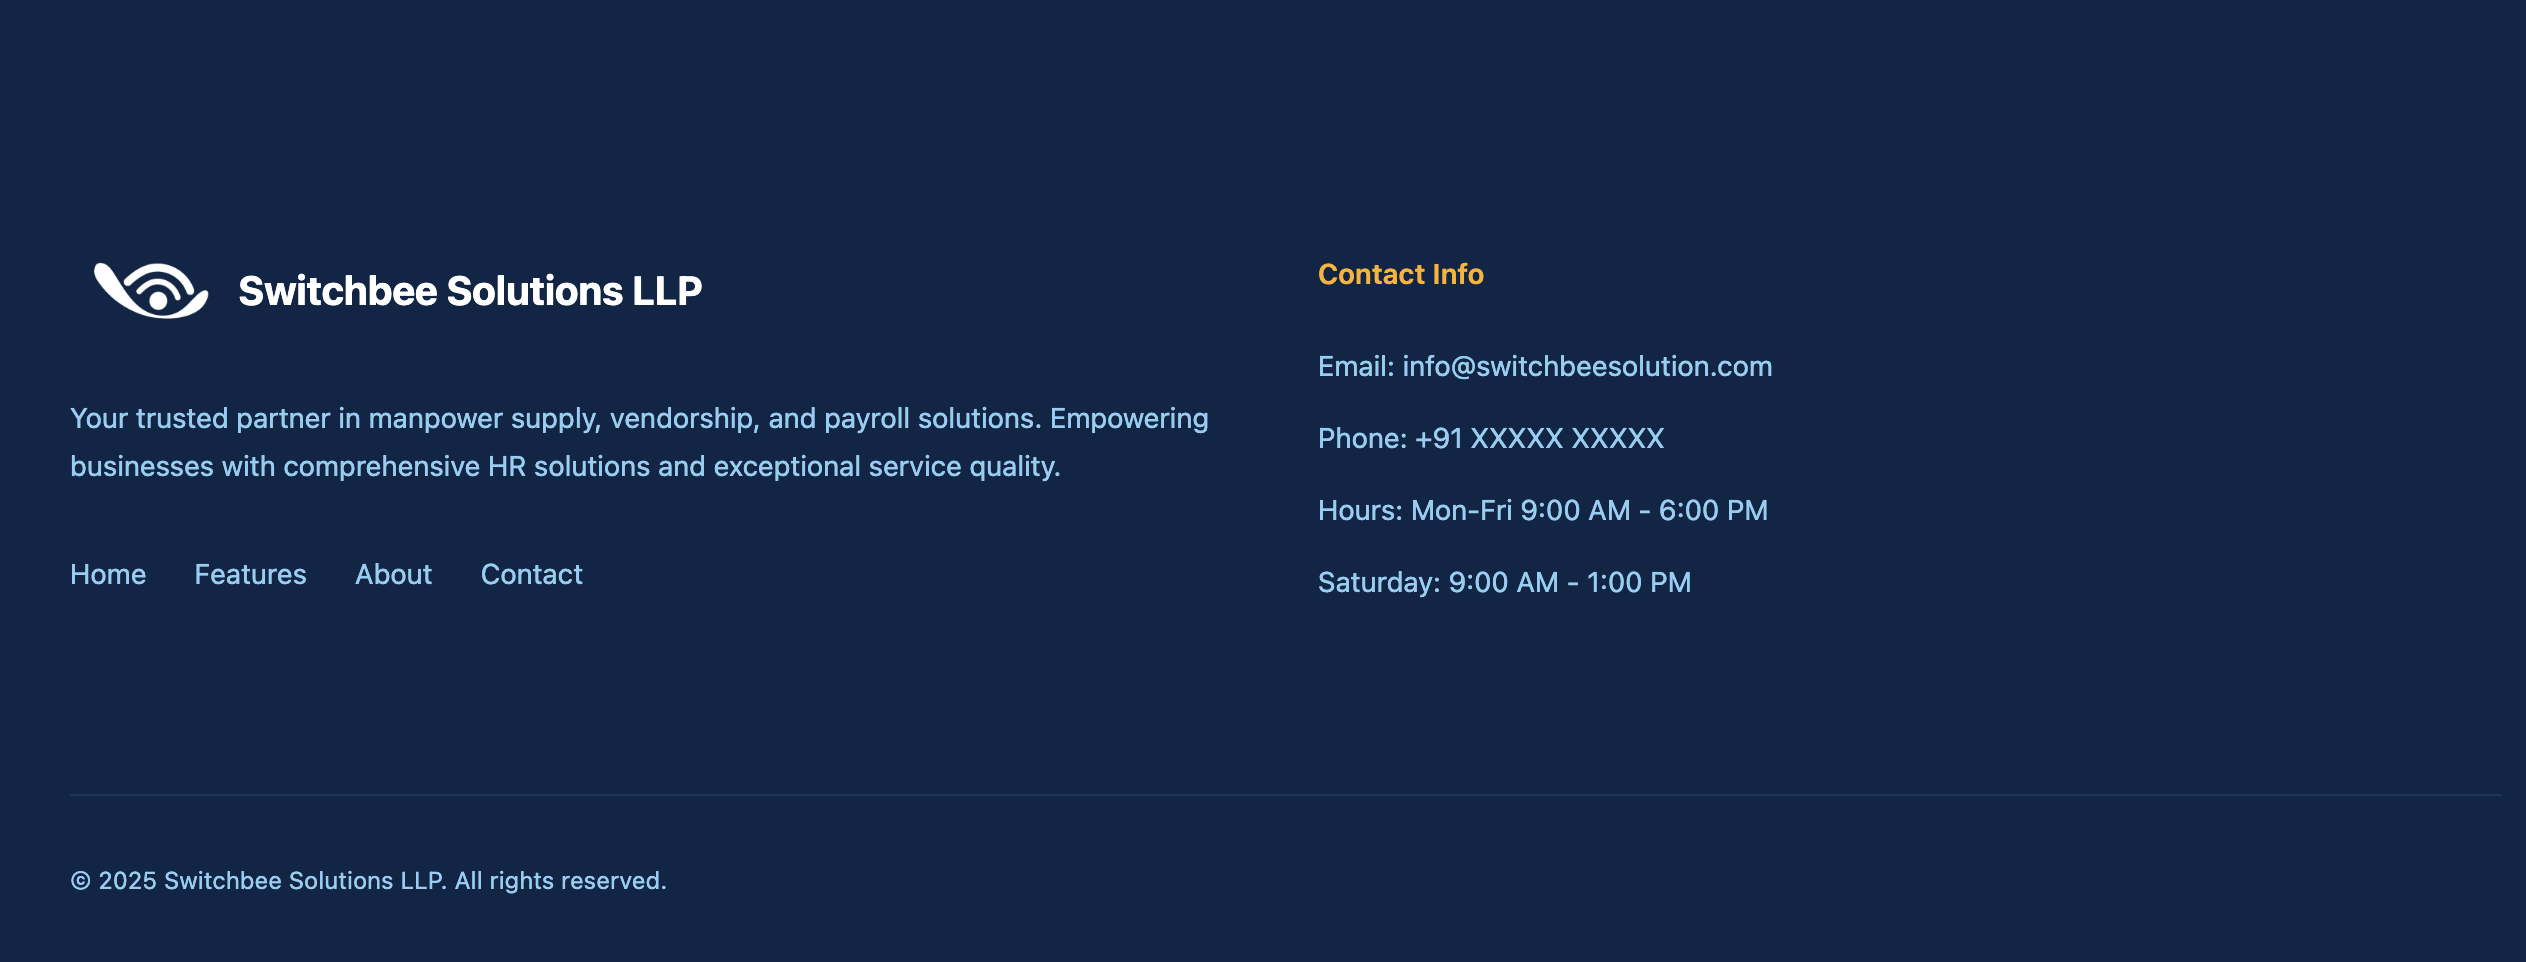 Switchbee Solutions LLP
Your trusted partner in manpower supply, vendorship, and payroll solutions. Empowering
businesses with comprehensive HR solutions and exceptional service quality.
Home Features About Contact
Contact Info
Email: info@switchbeesolution.com
Phone: +91 XXXXX XXXXX
Hours: Mon-Fri 9:00 AM - 6:00 PM
Saturday: 9:00 AM - 1:00 PM
© 2025 Switchbee Solutions LLP. All rights reserved.